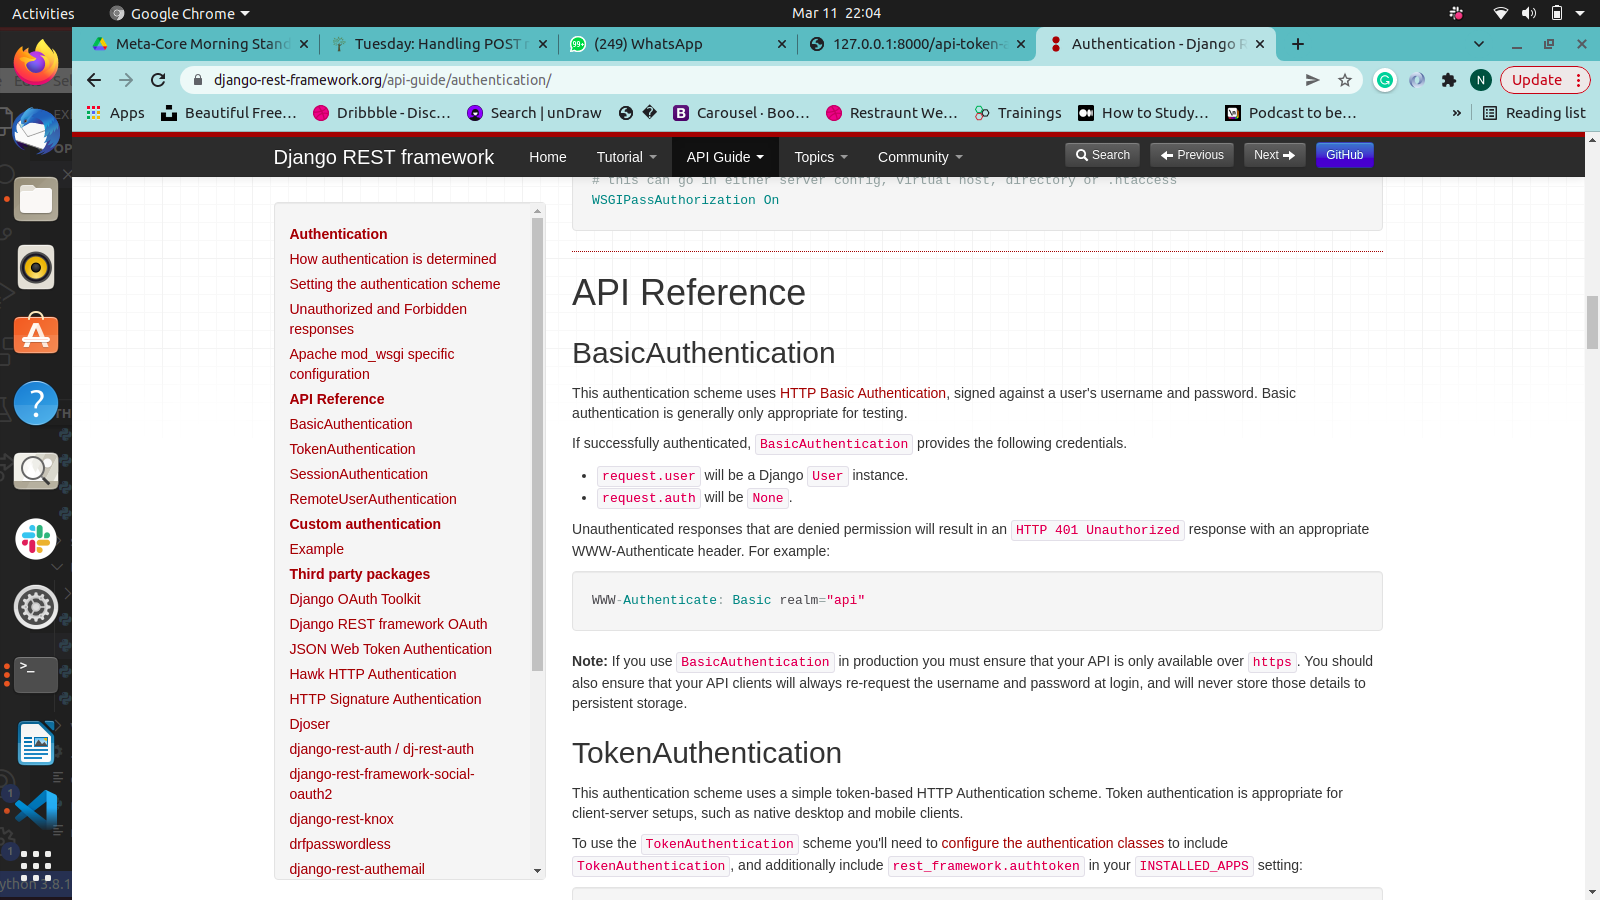 Activities
Google Chrome
Mar 11 22:04
Meta-Core Morning Stand
Tuesday: Handling POST r
(249) WhatsApp
127.0.0.1:8000/api-token-
Authentication - Django R
django-rest-framework.org/api-guide/authentication/
N
Update
Apps
Beautiful Free…
Dribbble - Disc…
Search | unDraw
Carousel · Boo…
Restraunt We…
Trainings
How to Study…
Podcast to be…
»
Reading list
Django REST framework
Home
Tutorial
API Guide
Topics
Community
Search
Previous
Next
GitHub
# this can go in either server config, virtual host, directory or .htaccess
WSGIPassAuthorization On
Authentication
How authentication is determined
Setting the authentication scheme
Unauthorized and Forbidden
responses
Apache mod_wsgi specific
configuration
API Reference
BasicAuthentication
TokenAuthentication
SessionAuthentication
RemoteUserAuthentication
Custom authentication
Example
Third party packages
Django OAuth Toolkit
Django REST framework OAuth
JSON Web Token Authentication
Hawk HTTP Authentication
HTTP Signature Authentication
Djoser
django-rest-auth / dj-rest-auth
django-rest-framework-social-
oauth2
django-rest-knox
drfpasswordless
django-rest-authemail
API Reference
BasicAuthentication
This authentication scheme uses HTTP Basic Authentication, signed against a user's username and password. Basic
authentication is generally only appropriate for testing.
If successfully authenticated, BasicAuthentication provides the following credentials.
• request.user will be a Django User instance.
• request.auth will be None.
Unauthenticated responses that are denied permission will result in an HTTP 401 Unauthorized response with an appropriate
WWW-Authenticate header. For example:
WWW-Authenticate: Basic realm="api"
Note: If you use BasicAuthentication in production you must ensure that your API is only available over https. You should
also ensure that your API clients will always re-request the username and password at login, and will never store those details to
persistent storage.
TokenAuthentication
This authentication scheme uses a simple token-based HTTP Authentication scheme. Token authentication is appropriate for
client-server setups, such as native desktop and mobile clients.
To use the TokenAuthentication scheme you'll need to configure the authentication classes to include
TokenAuthentication, and additionally include rest_framework.authtoken in your INSTALLED_APPS setting:
ython 3.8.1